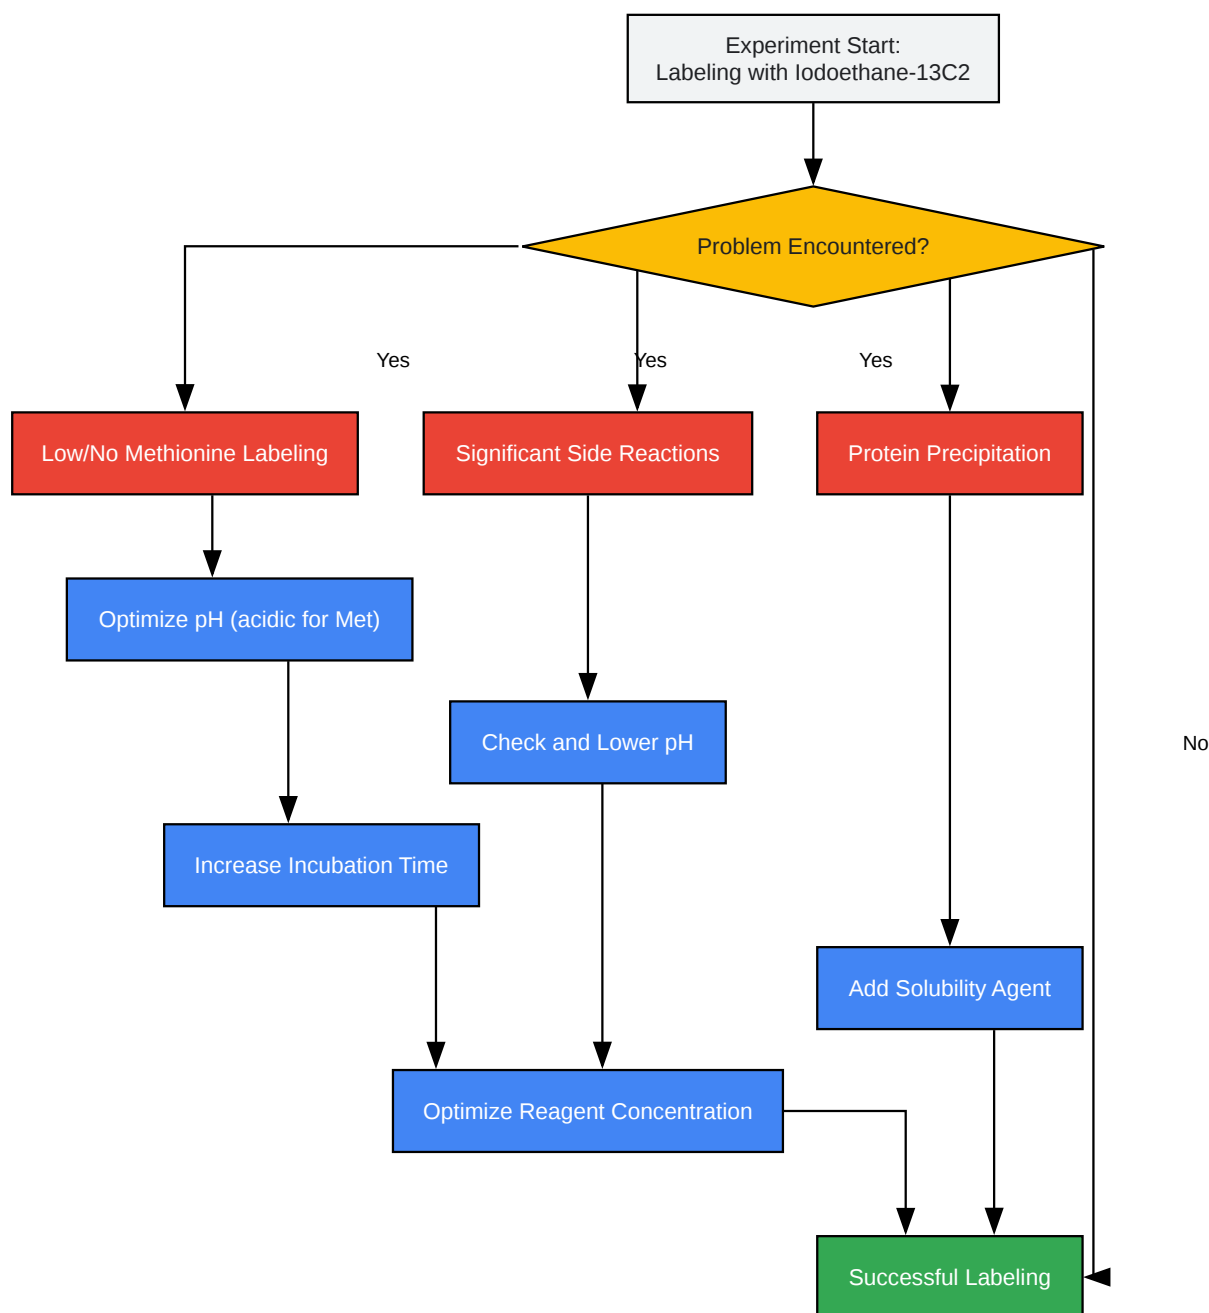 Experiment Start:
Labeling with Iodoethane-13C2
Problem Encountered?
Yes
Yes
Yes
Low/No Methionine Labeling
Significant Side Reactions
Protein Precipitation
Optimize pH (acidic for Met)
Check and Lower pH
No
Increase Incubation Time
Add Solubility Agent
Optimize Reagent Concentration
Successful Labeling